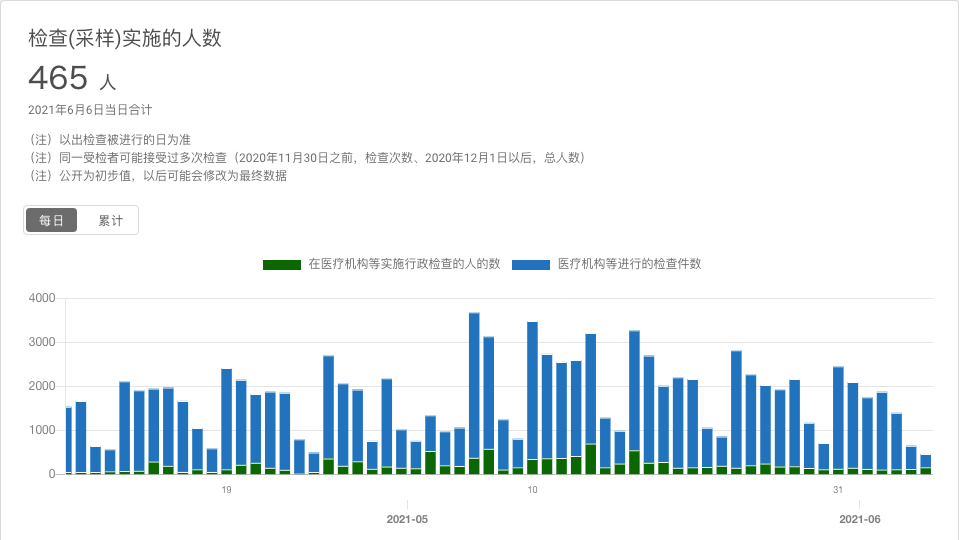 检查(采样)实施的人数
465 人
2021年6月6日当日合计
（注）以出检查被进行的日为准
（注）同一受检者可能接受过多次检查（2020年11月30日之前，检查次数、2020年12月1日以后，总人数）
（注）公开为初步值，以后可能会修改为最终数据
每日 累计
在医疗机构等实施行政检查的人的数 医疗机构等进行的检查件数
4000
3000
2000
1000
0
19 10 31
2021-05 2021-06